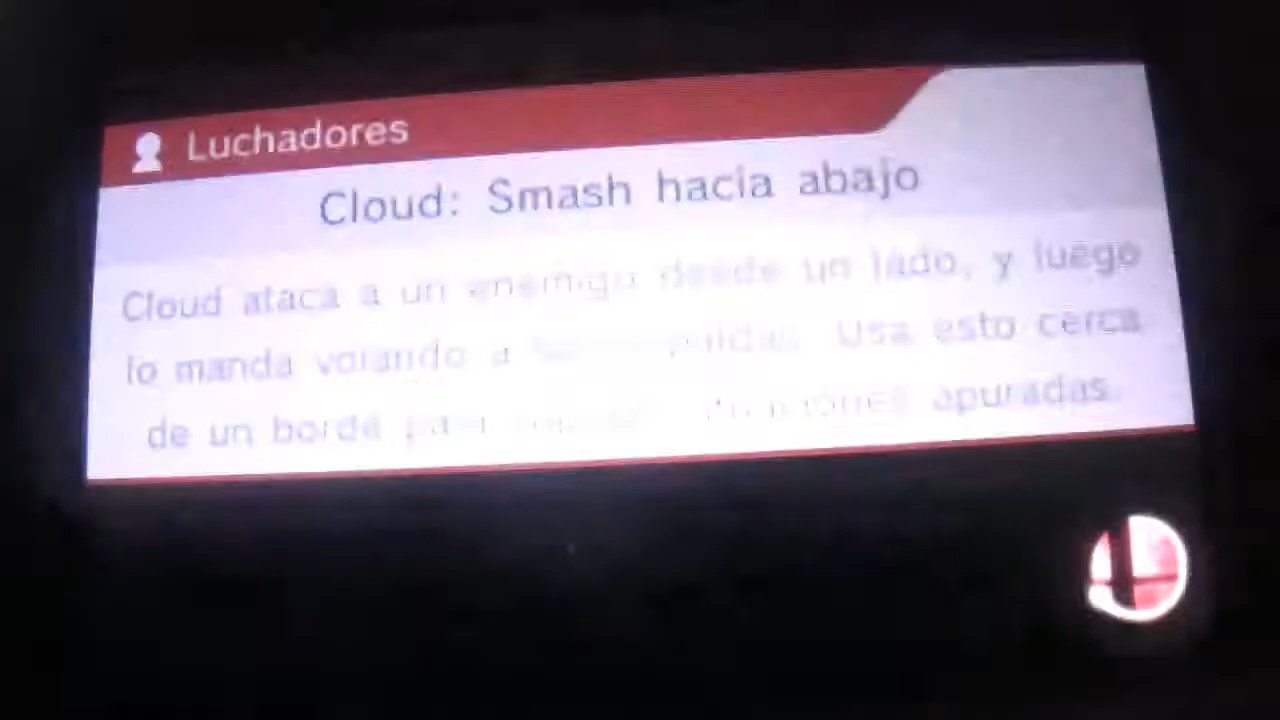 Luchadores
Cloud: Smash hacia abajo
Cloud ataca a un enemigo desde un lado, y luego
lo manda volando a Usa esto cerca
de un borde para apuradas.